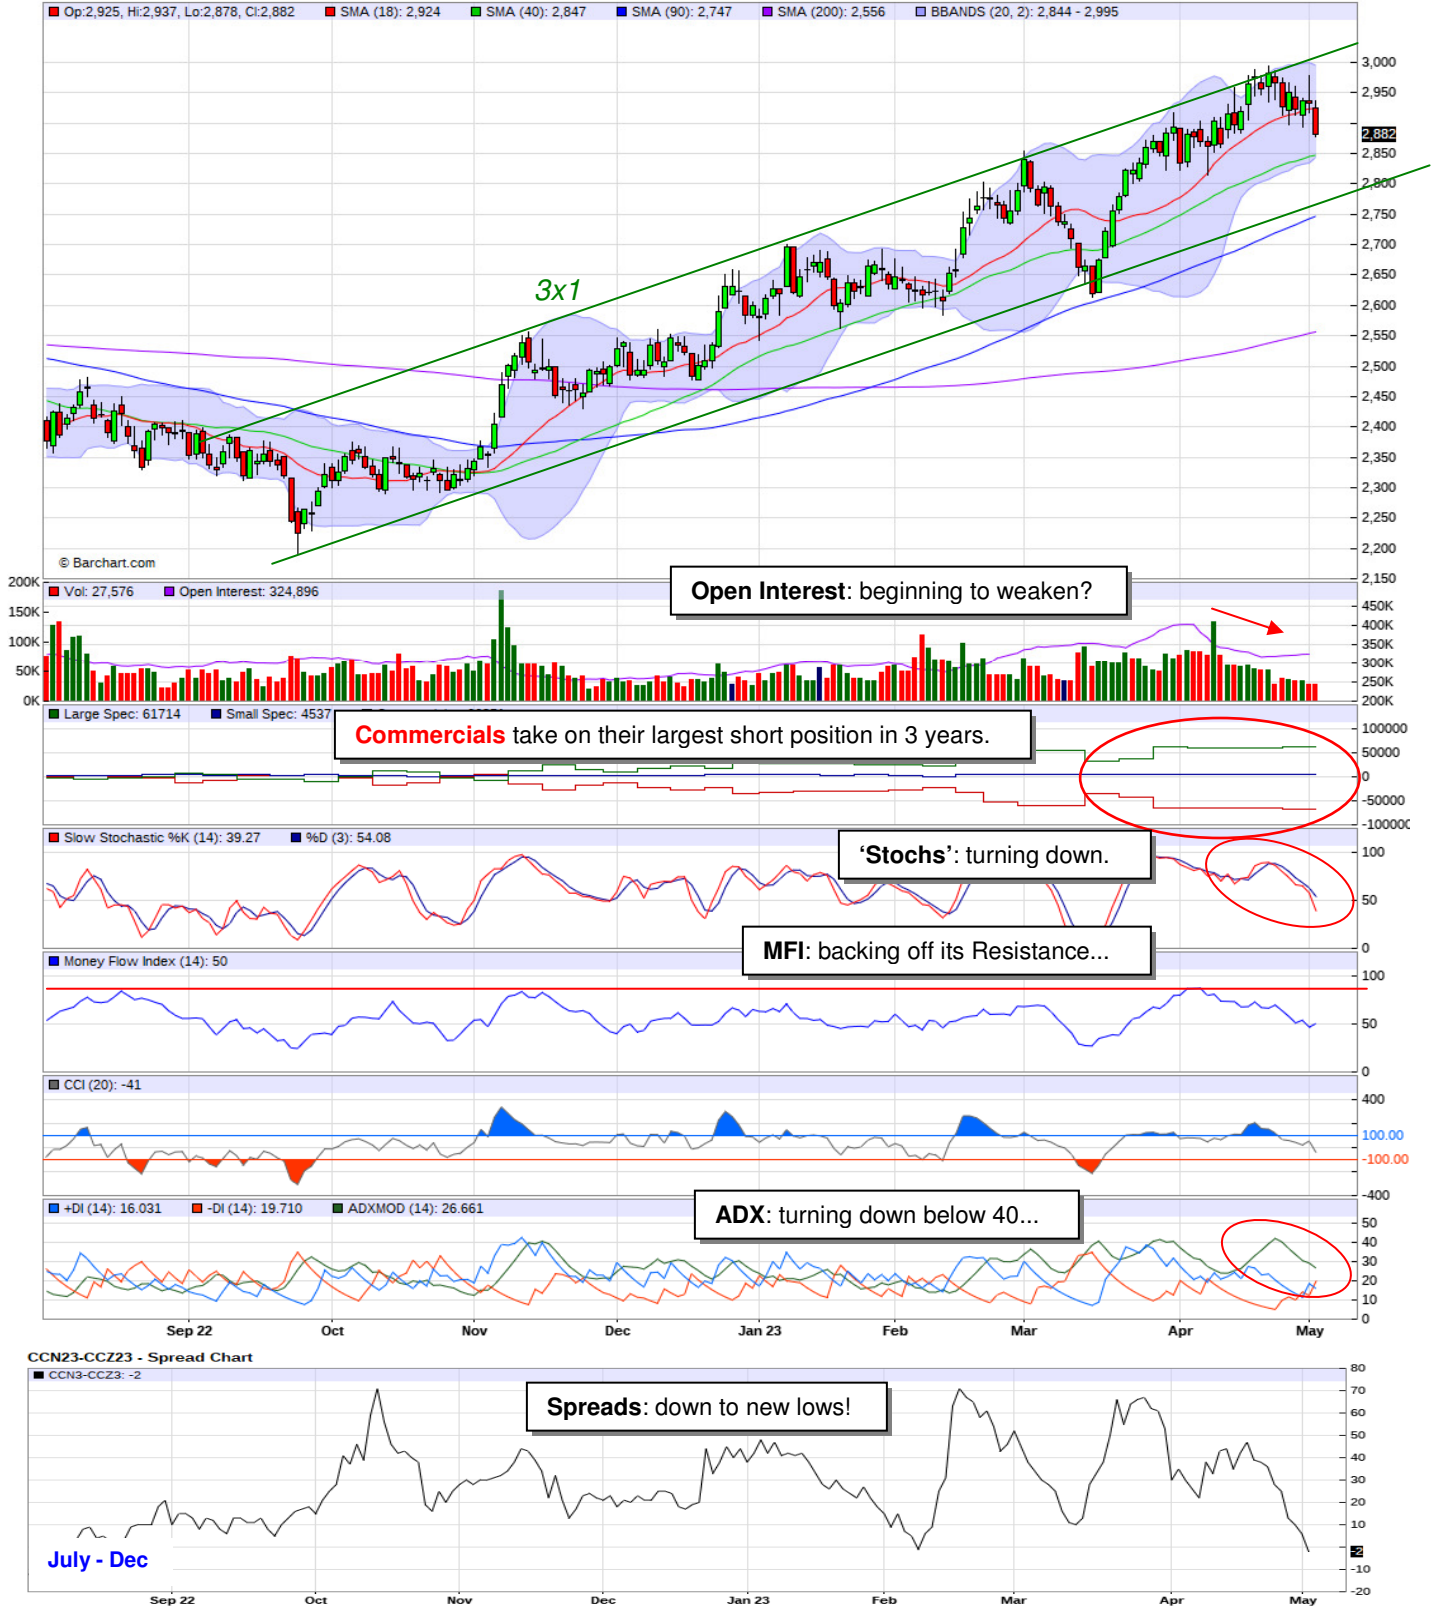 Op:2,925, Hi:2,937, Lo:2,878, Cl:2,882 SMA (18): 2,924 SMA (40): 2,847 SMA (90): 2,747 SMA (200): 2,556 BBANDS (20, 2): 2,844 - 2,995
3,000
2,950
2,882
2,850
2,800
2,750
2,700
2,650
3x1
2,600
2,550
2,500
2,450
2,400
2,350
2,300
2,250
2,200
© Barchart.com
2,150
200K
Vol: 27,576 Open Interest: 324,896
Open Interest: beginning to weaken?
450K
150K
400K
350K
100K
300K
50K
250K
0K
200K
Large Spec: 61714 Small Spec: 4537
Commercials take on their largest short position in 3 years.
100000
50000
0
-50000
-100000
Slow Stochastic %K (14): 39.27 %D (3): 54.08
'Stochs': turning down.
100
50
0
MFI: backing off its Resistance...
Money Flow Index (14): 50
100
50
0
CCI (20): -41
400
100.00
-100.00
-400
+DI (14): 16.031 -DI (14): 19.710 ADXMOD (14): 26.661
ADX: turning down below 40...
50
40
30
20
10
0
Sep 22 Oct Nov Dec Jan 23 Feb Mar Apr May
CCN23-CCZ23 - Spread Chart
CCN3-CCZ3: -2
Spreads: down to new lows!
80
70
60
50
40
30
20
10
-2
-10
-20
July - Dec
Sep 22 Oct Nov Dec Jan 23 Feb Mar Apr May